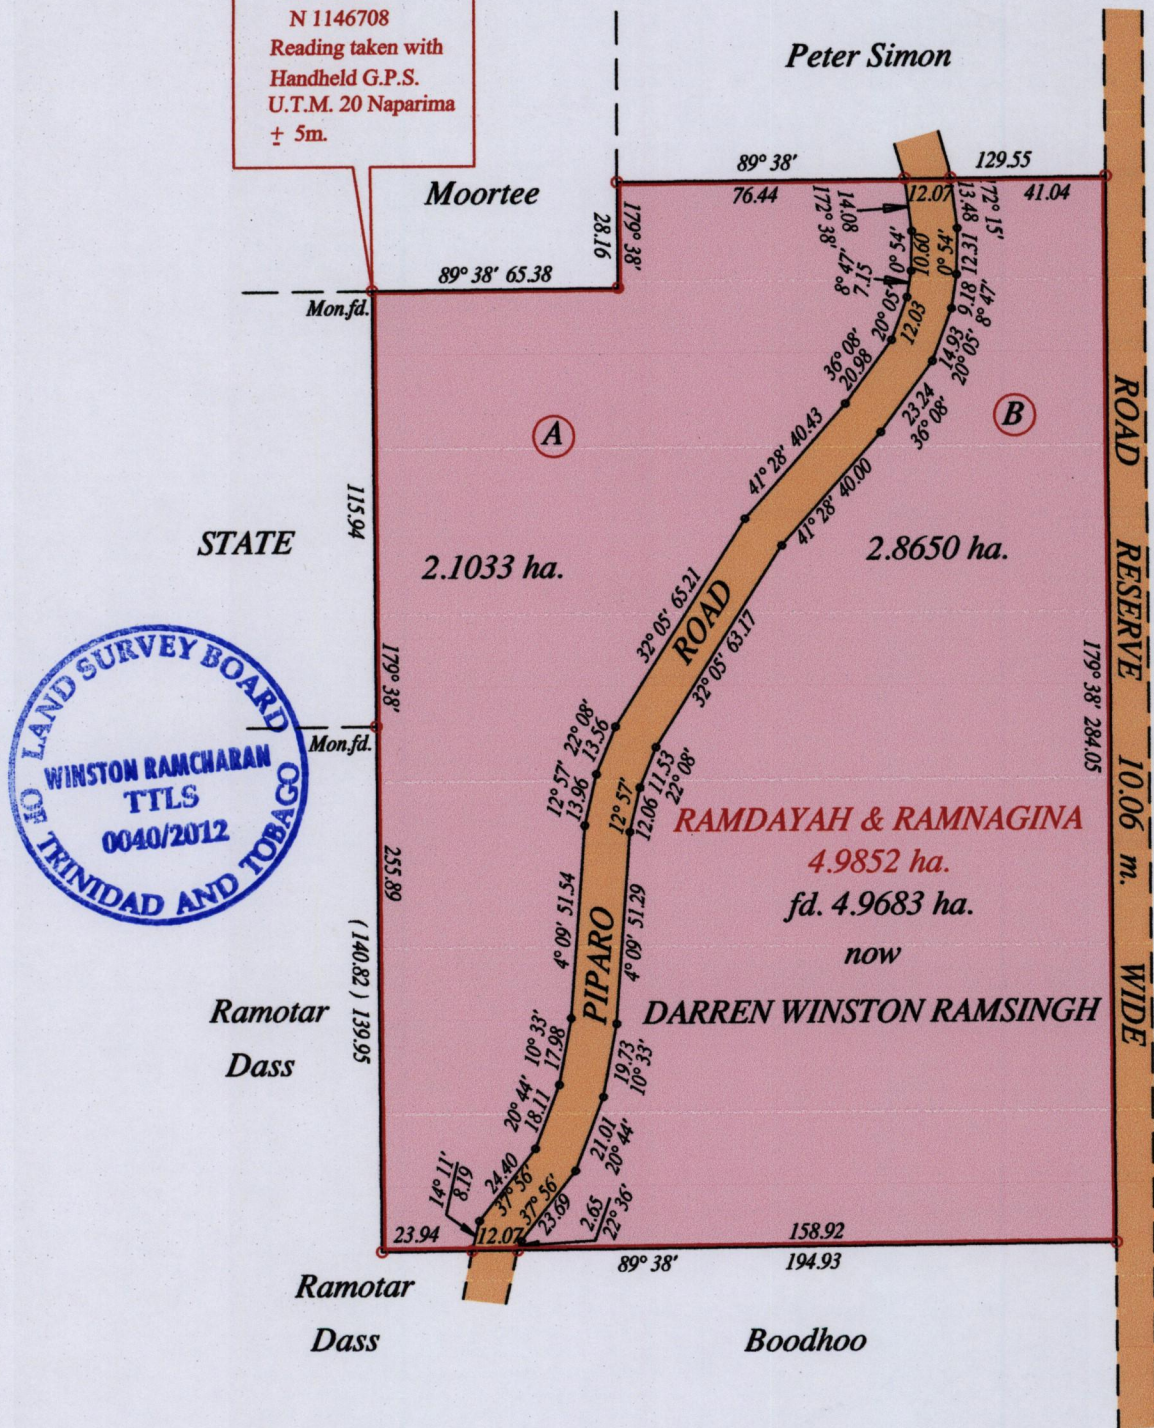 N 1146708
Reading taken with
Handheld G.P.S.
U.T.M. 20 Naparima
± 5m.
Peter Simon
Moortee
89° 38'
129.55
76.44
12.07
41.04
28.16
179° 38'
14.08
172° 38'
13.48
172° 15'
0° 54'
10.60
0° 54'
12.31
8° 47'
7.15
9.18
8° 47'
89° 38' 65.38
Mon.fd.
20° 05'
12.03
14.93
20° 05'
36° 08'
20.98
23.24
36° 08'
A
B
41° 28' 40.43
41° 28' 40.00
115.94
STATE
2.1033 ha.
2.8650 ha.
32° 05' 65.21
ROAD
32° 05' 63.17
179° 38'
179° 38' 284.05
ROAD RESERVE 10.06 m. WIDE
LAND SURVEY BOARD
OF TRINIDAD AND TOBAGO
WINSTON RAMCHARAN
TTLS
0040/2012
Mon.fd.
22° 08'
13.56
12° 57'
13.96
11.53
22° 08'
12° 57'
12.06
RAMDAYAH & RAMNAGINA
4.9852 ha.
fd. 4.9683 ha.
now
DARREN WINSTON RAMSINGH
255.89
(140.82) 139.95
4° 09' 51.54
PIPARO
4° 09' 51.29
Ramotar
Dass
10° 33'
17.98
19.73
10° 33'
20° 44'
18.11
21.01
20° 44'
14° 11'
8.19
24.40
37° 56'
37° 56'
23.69
2.65
22° 36'
23.94
12.07
158.92
89° 38'
194.93
Ramotar
Dass
Boodhoo